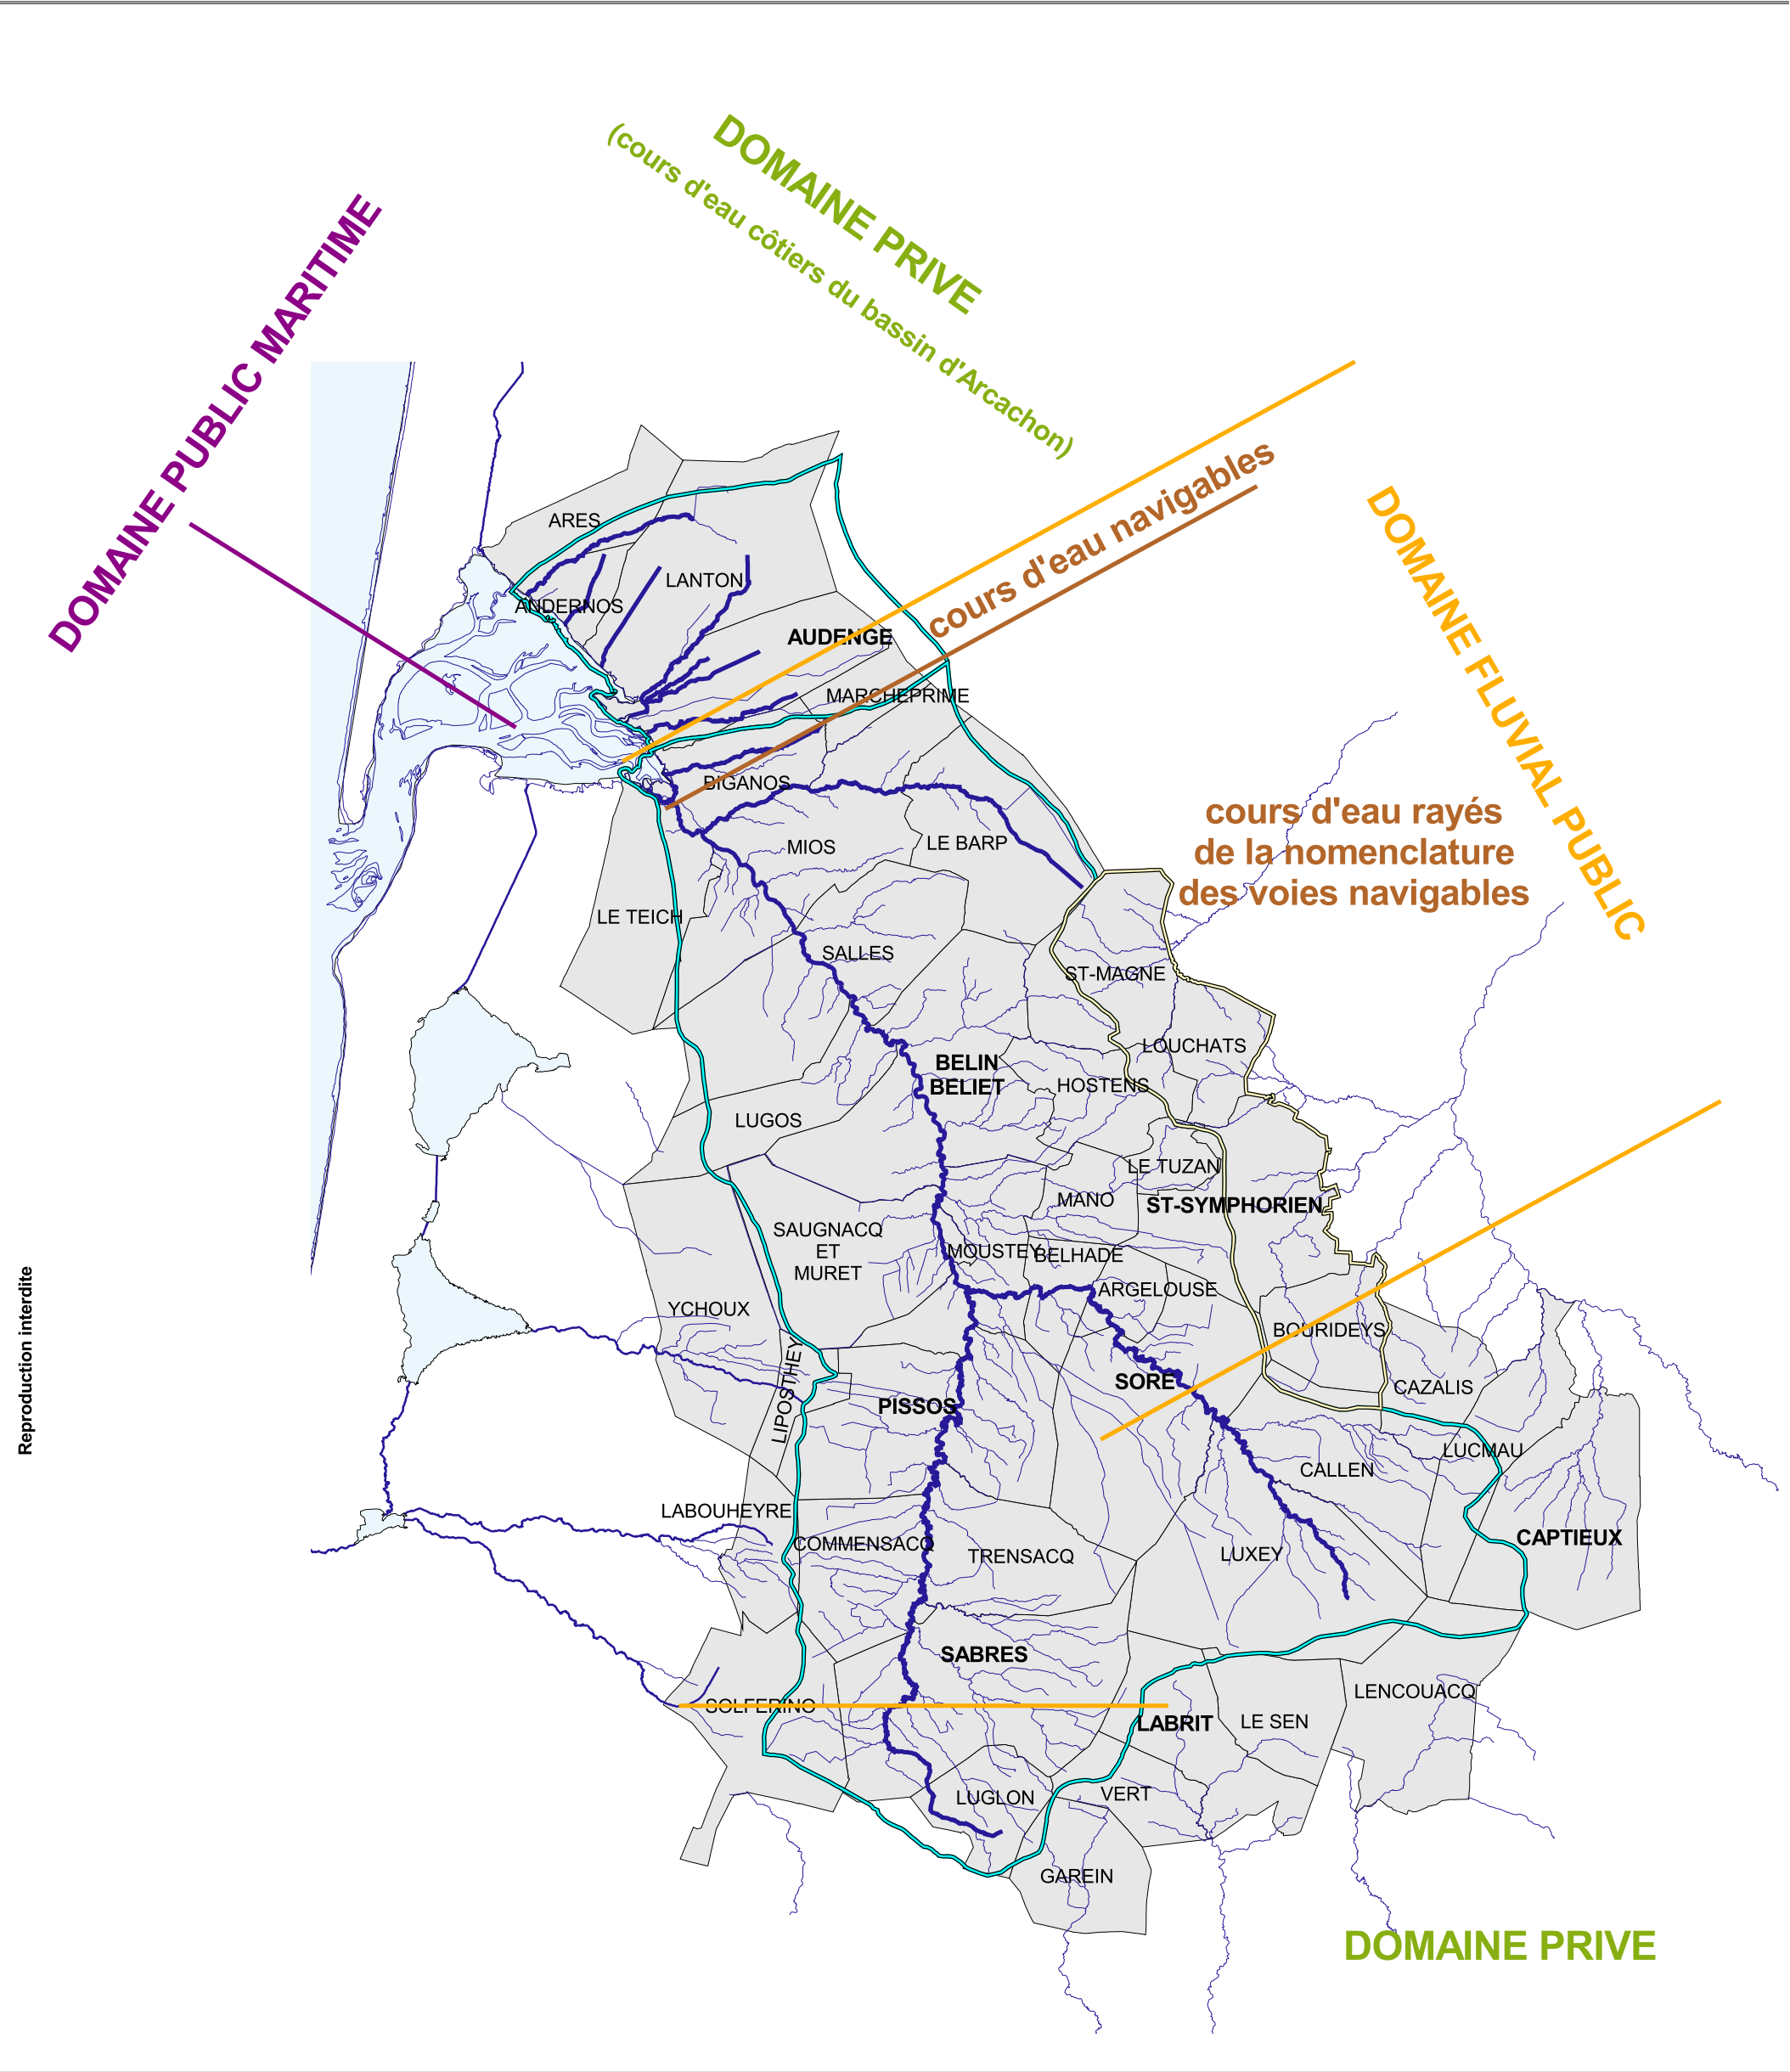 DOMAINE PRIVE
(cours d'eau côtiers du bassin d'Arcachon)
DOMAINE PUBLIC MARITIME
cours d'eau navigables
DOMAINE FLUVIAL PUBLIC
ARES
LANTON
ANDERNOS
AUDENGE
MARCHEPRIME
BIGANOS
cours d'eau rayés
de la nomenclature
des voies navigables
MIOS
LE BARP
LE TEICH
SALLES
ST-MAGNE
LOUCHATS
BELIN
BELIET
HOSTENS
LUGOS
LE TUZAN
MANO
ST-SYMPHORIEN
SAUGNACQ
ET
MURET
MOUSTEY
BELHADE
ARGELOUSE
YCHOUX
BOURIDEYS
LIPOSTHEY
SORE
CAZALIS
PISSOS
LUCMAU
CALLEN
LABOUHEYRE
COMMENSACQ
TRENSACQ
LUXEY
CAPTIEUX
SABRES
SOLFERINO
LENCOUACQ
LABRIT
LE SEN
LUGLON
VERT
GAREIN
DOMAINE PRIVE
Reproduction interdite